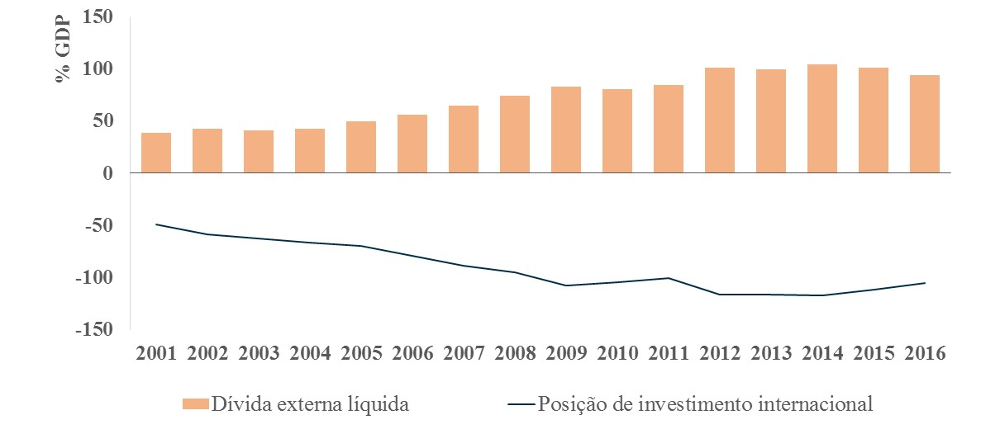 % GDP
150
100
50
0
-50
-100
-150
2001 2002 2003 2004 2005 2006 2007 2008 2009 2010 2011 2012 2013 2014 2015 2016
Dívida externa líquida Posição de investimento internacional